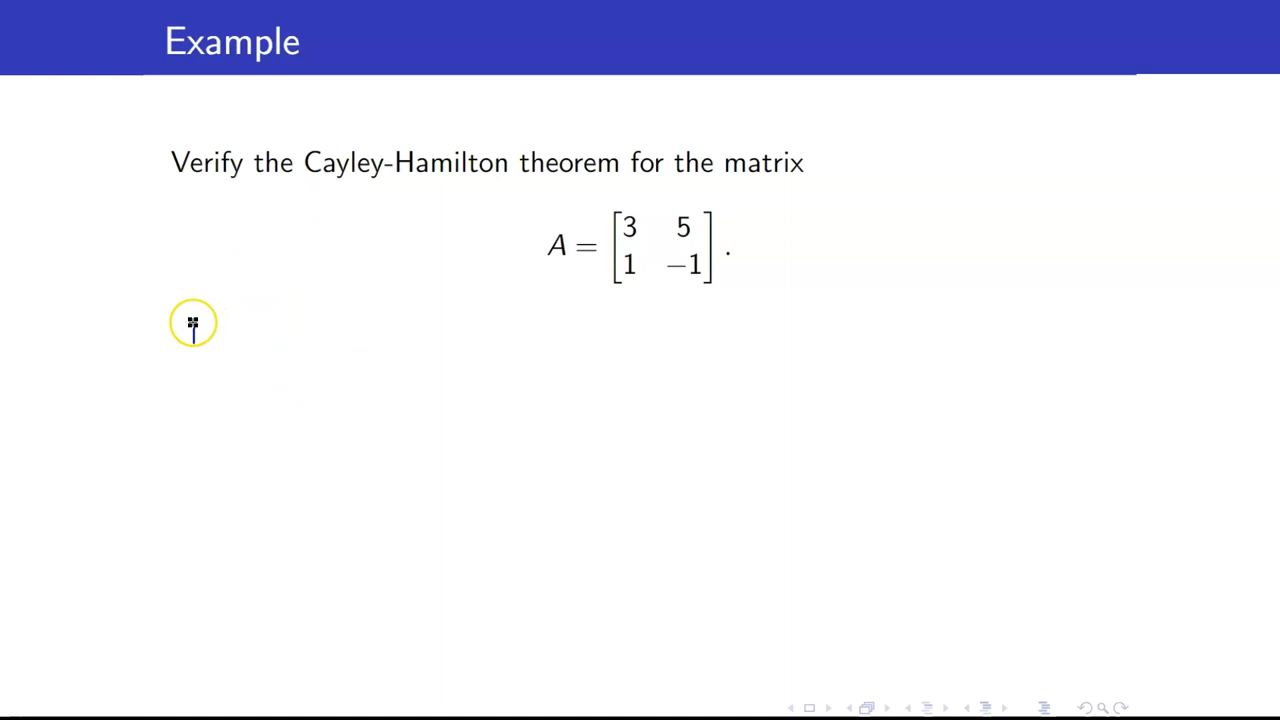 Example
Verify the Cayley-Hamilton theorem for the matrix
A = [3 5
1 −1] .